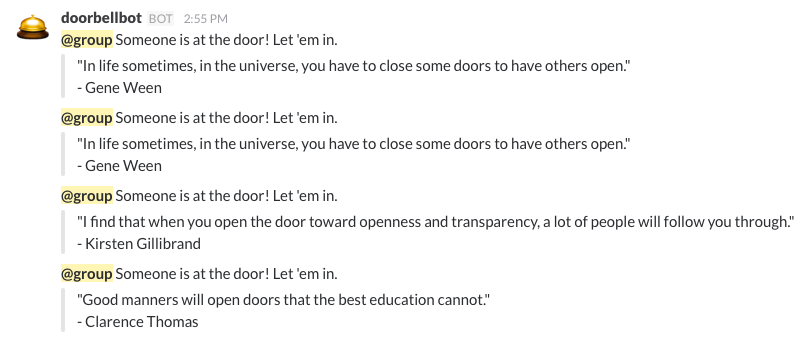 doorbellbot BOT 2:55 PM
@group Someone is at the door! Let 'em in.
"In life sometimes, in the universe, you have to close some doors to have others open."
- Gene Ween
@group Someone is at the door! Let 'em in.
"In life sometimes, in the universe, you have to close some doors to have others open."
- Gene Ween
@group Someone is at the door! Let 'em in.
"I find that when you open the door toward openness and transparency, a lot of people will follow you through."
- Kirsten Gillibrand
@group Someone is at the door! Let 'em in.
"Good manners will open doors that the best education cannot."
- Clarence Thomas